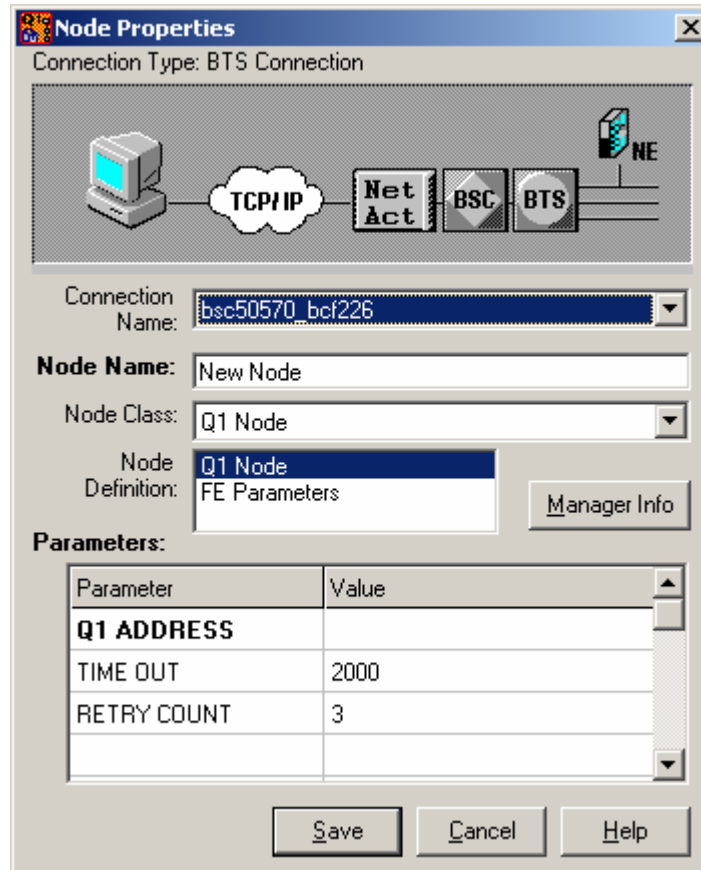 Node Properties
Connection Type: BTS Connection
NE
TCP/IP
Net
Act
BSC
BTS
Connection
Name:
bsc50570_bcf226
Node Name:
New Node
Node Class:
Q1 Node
Node
Definition:
Q1 Node
FE Parameters
Manager Info
Parameters:
Parameter Value
Q1 ADDRESS
TIME OUT 2000
RETRY COUNT 3
Save Cancel Help